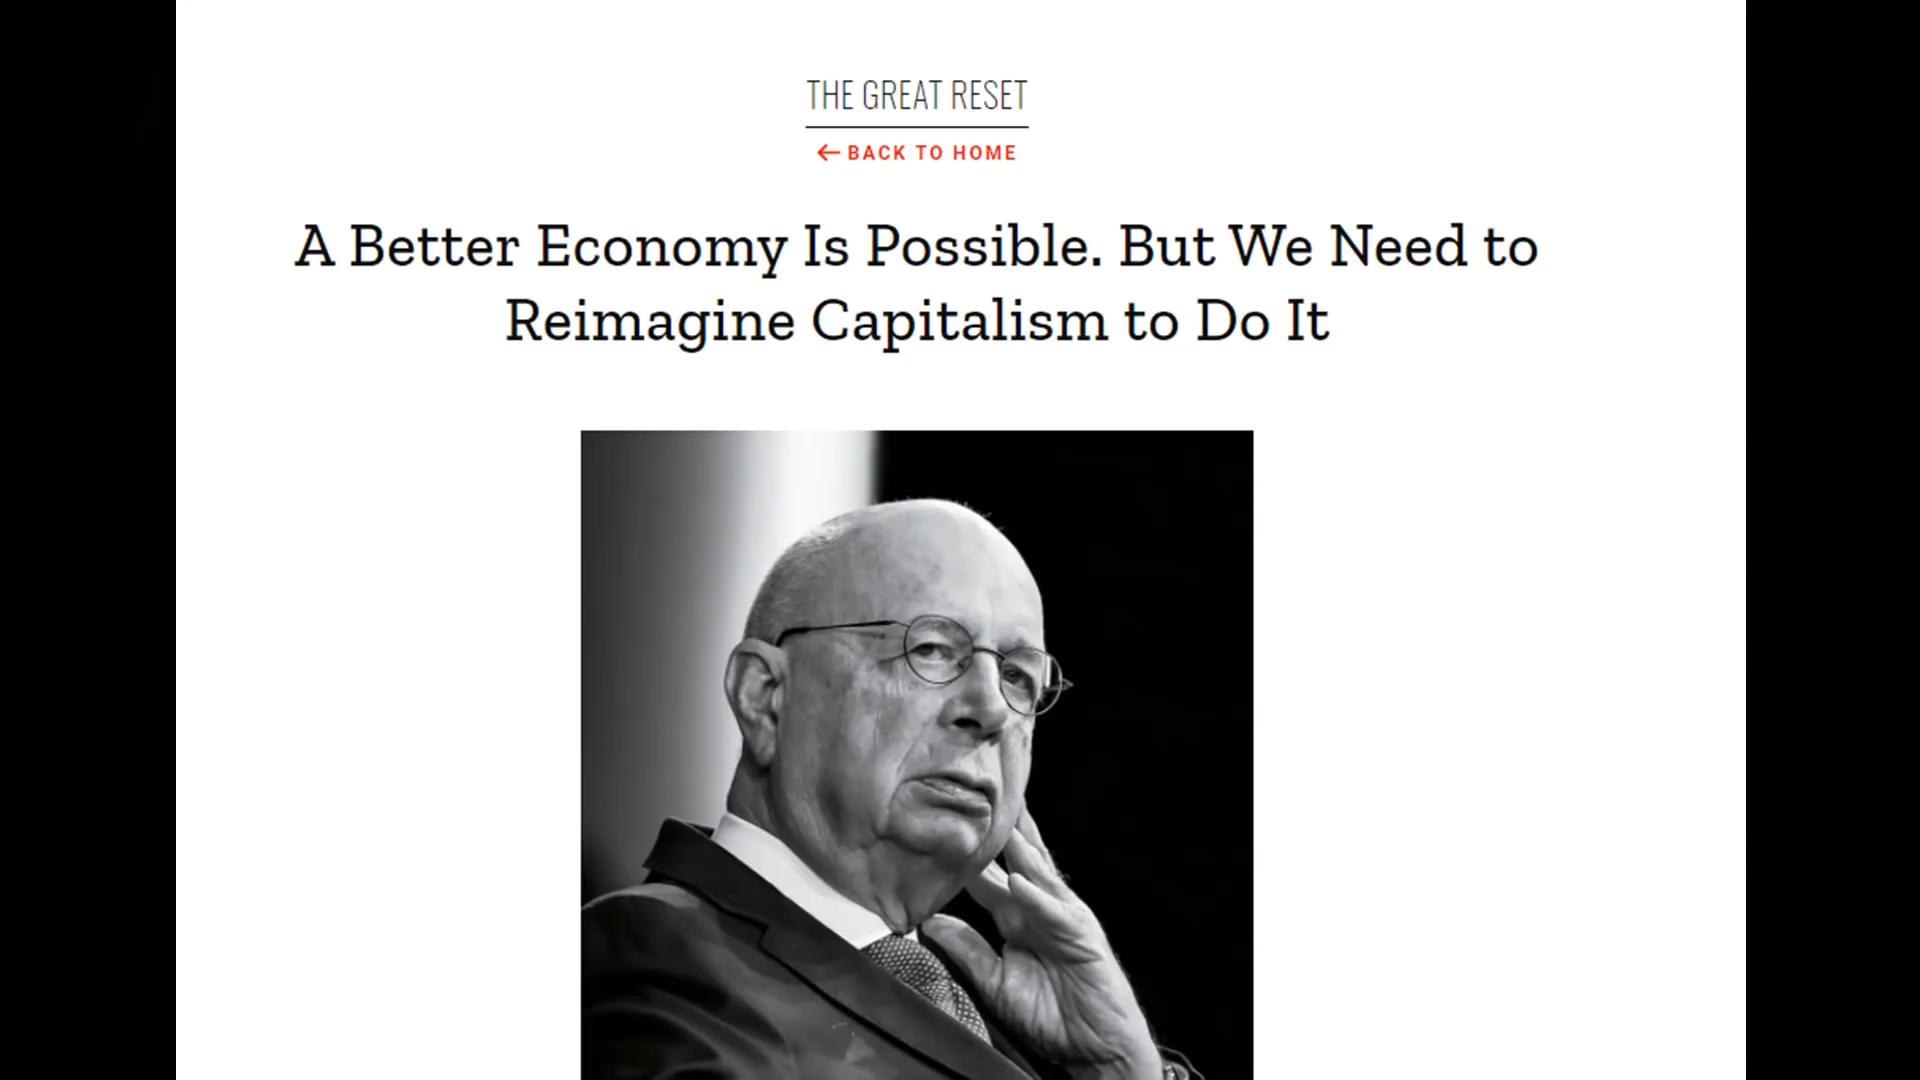 THE GREAT RESET
← BACK TO HOME
A Better Economy Is Possible. But We Need to
Reimagine Capitalism to Do It